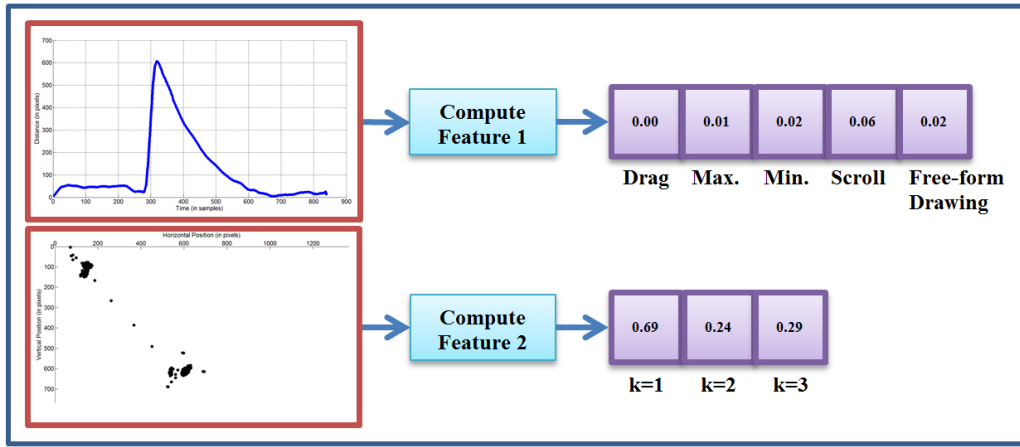 700
600
500
400
300
200
100
0
0 100 200 300 400 500 600 700 800 900
Distance (in pixels)
Time (in samples)
Compute
Feature 1
0.00 0.01 0.02 0.06 0.02
Drag Max. Min. Scroll Free-form
Drawing
Horizontal Position (in pixels)
0 200 400 600 800 1000 1200
0
100
200
300
400
500
600
700
Vertical Position (in pixels)
Compute
Feature 2
0.69 0.24 0.29
k=1 k=2 k=3